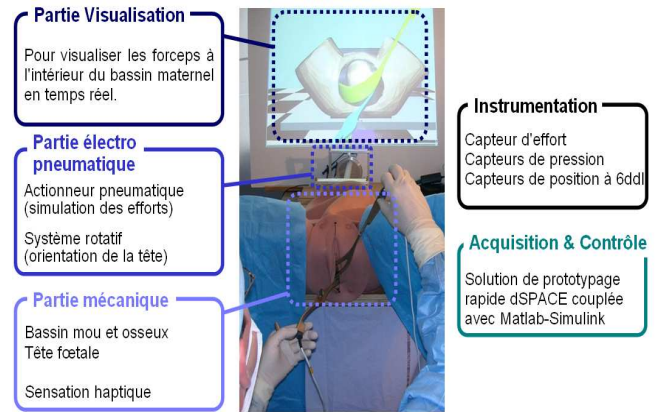 Partie Visualisation
Pour visualiser les forceps à
l'intérieur du bassin maternel
en temps réel.
Partie électro
pneumatique
Actionneur pneumatique
(simulation des efforts)
Système rotatif
(orientation de la tête)
Partie mécanique
Bassin mou et osseux
Tête fœtale
Sensation haptique
Instrumentation
Capteur d'effort
Capteurs de pression
Capteurs de position à 6ddl
Acquisition & Contrôle
Solution de prototypage
rapide dSPACE couplée
avec Matlab-Simulink